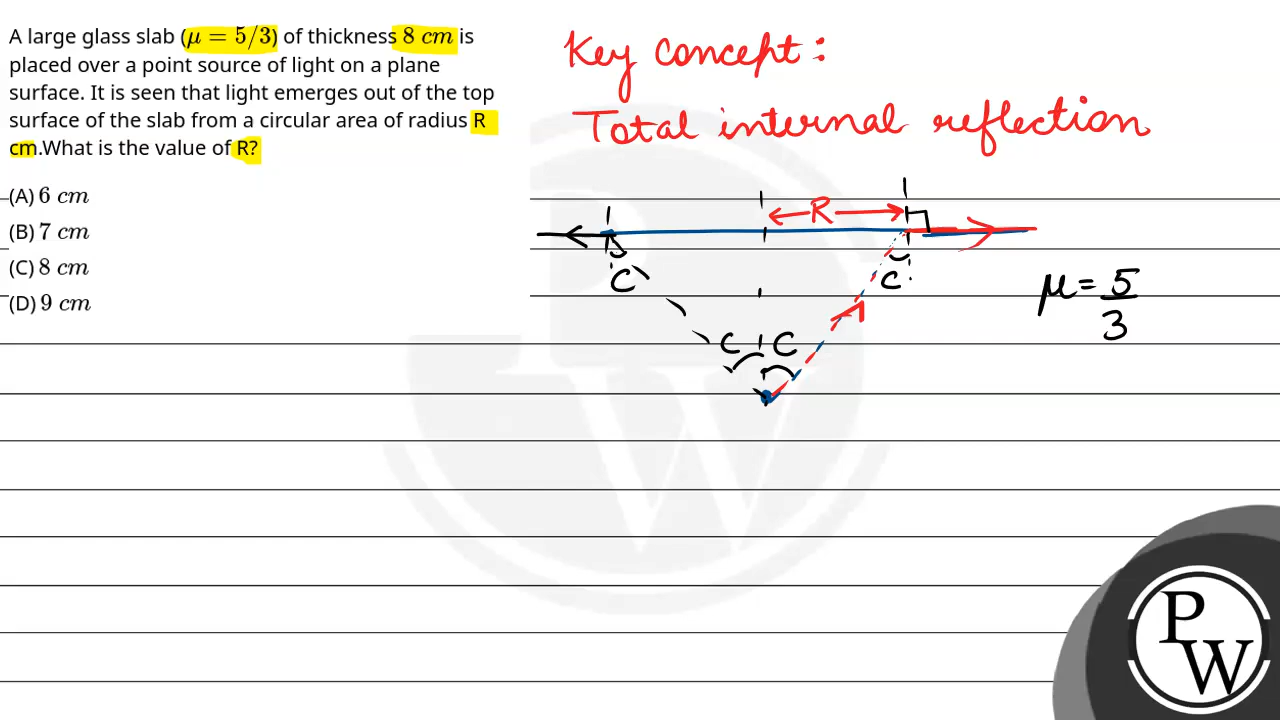 A large glass slab (μ = 5/3) of thickness 8 cm is
placed over a point source of light on a plane
surface. It is seen that light emerges out of the top
surface of the slab from a circular area of radius R
cm.What is the value of R?
(A) 6 cm
(B) 7 cm
(C) 8 cm
(D) 9 cm
Key concept:
Total internal reflection
R
C C
μ = 5/3
C C
PW
PW